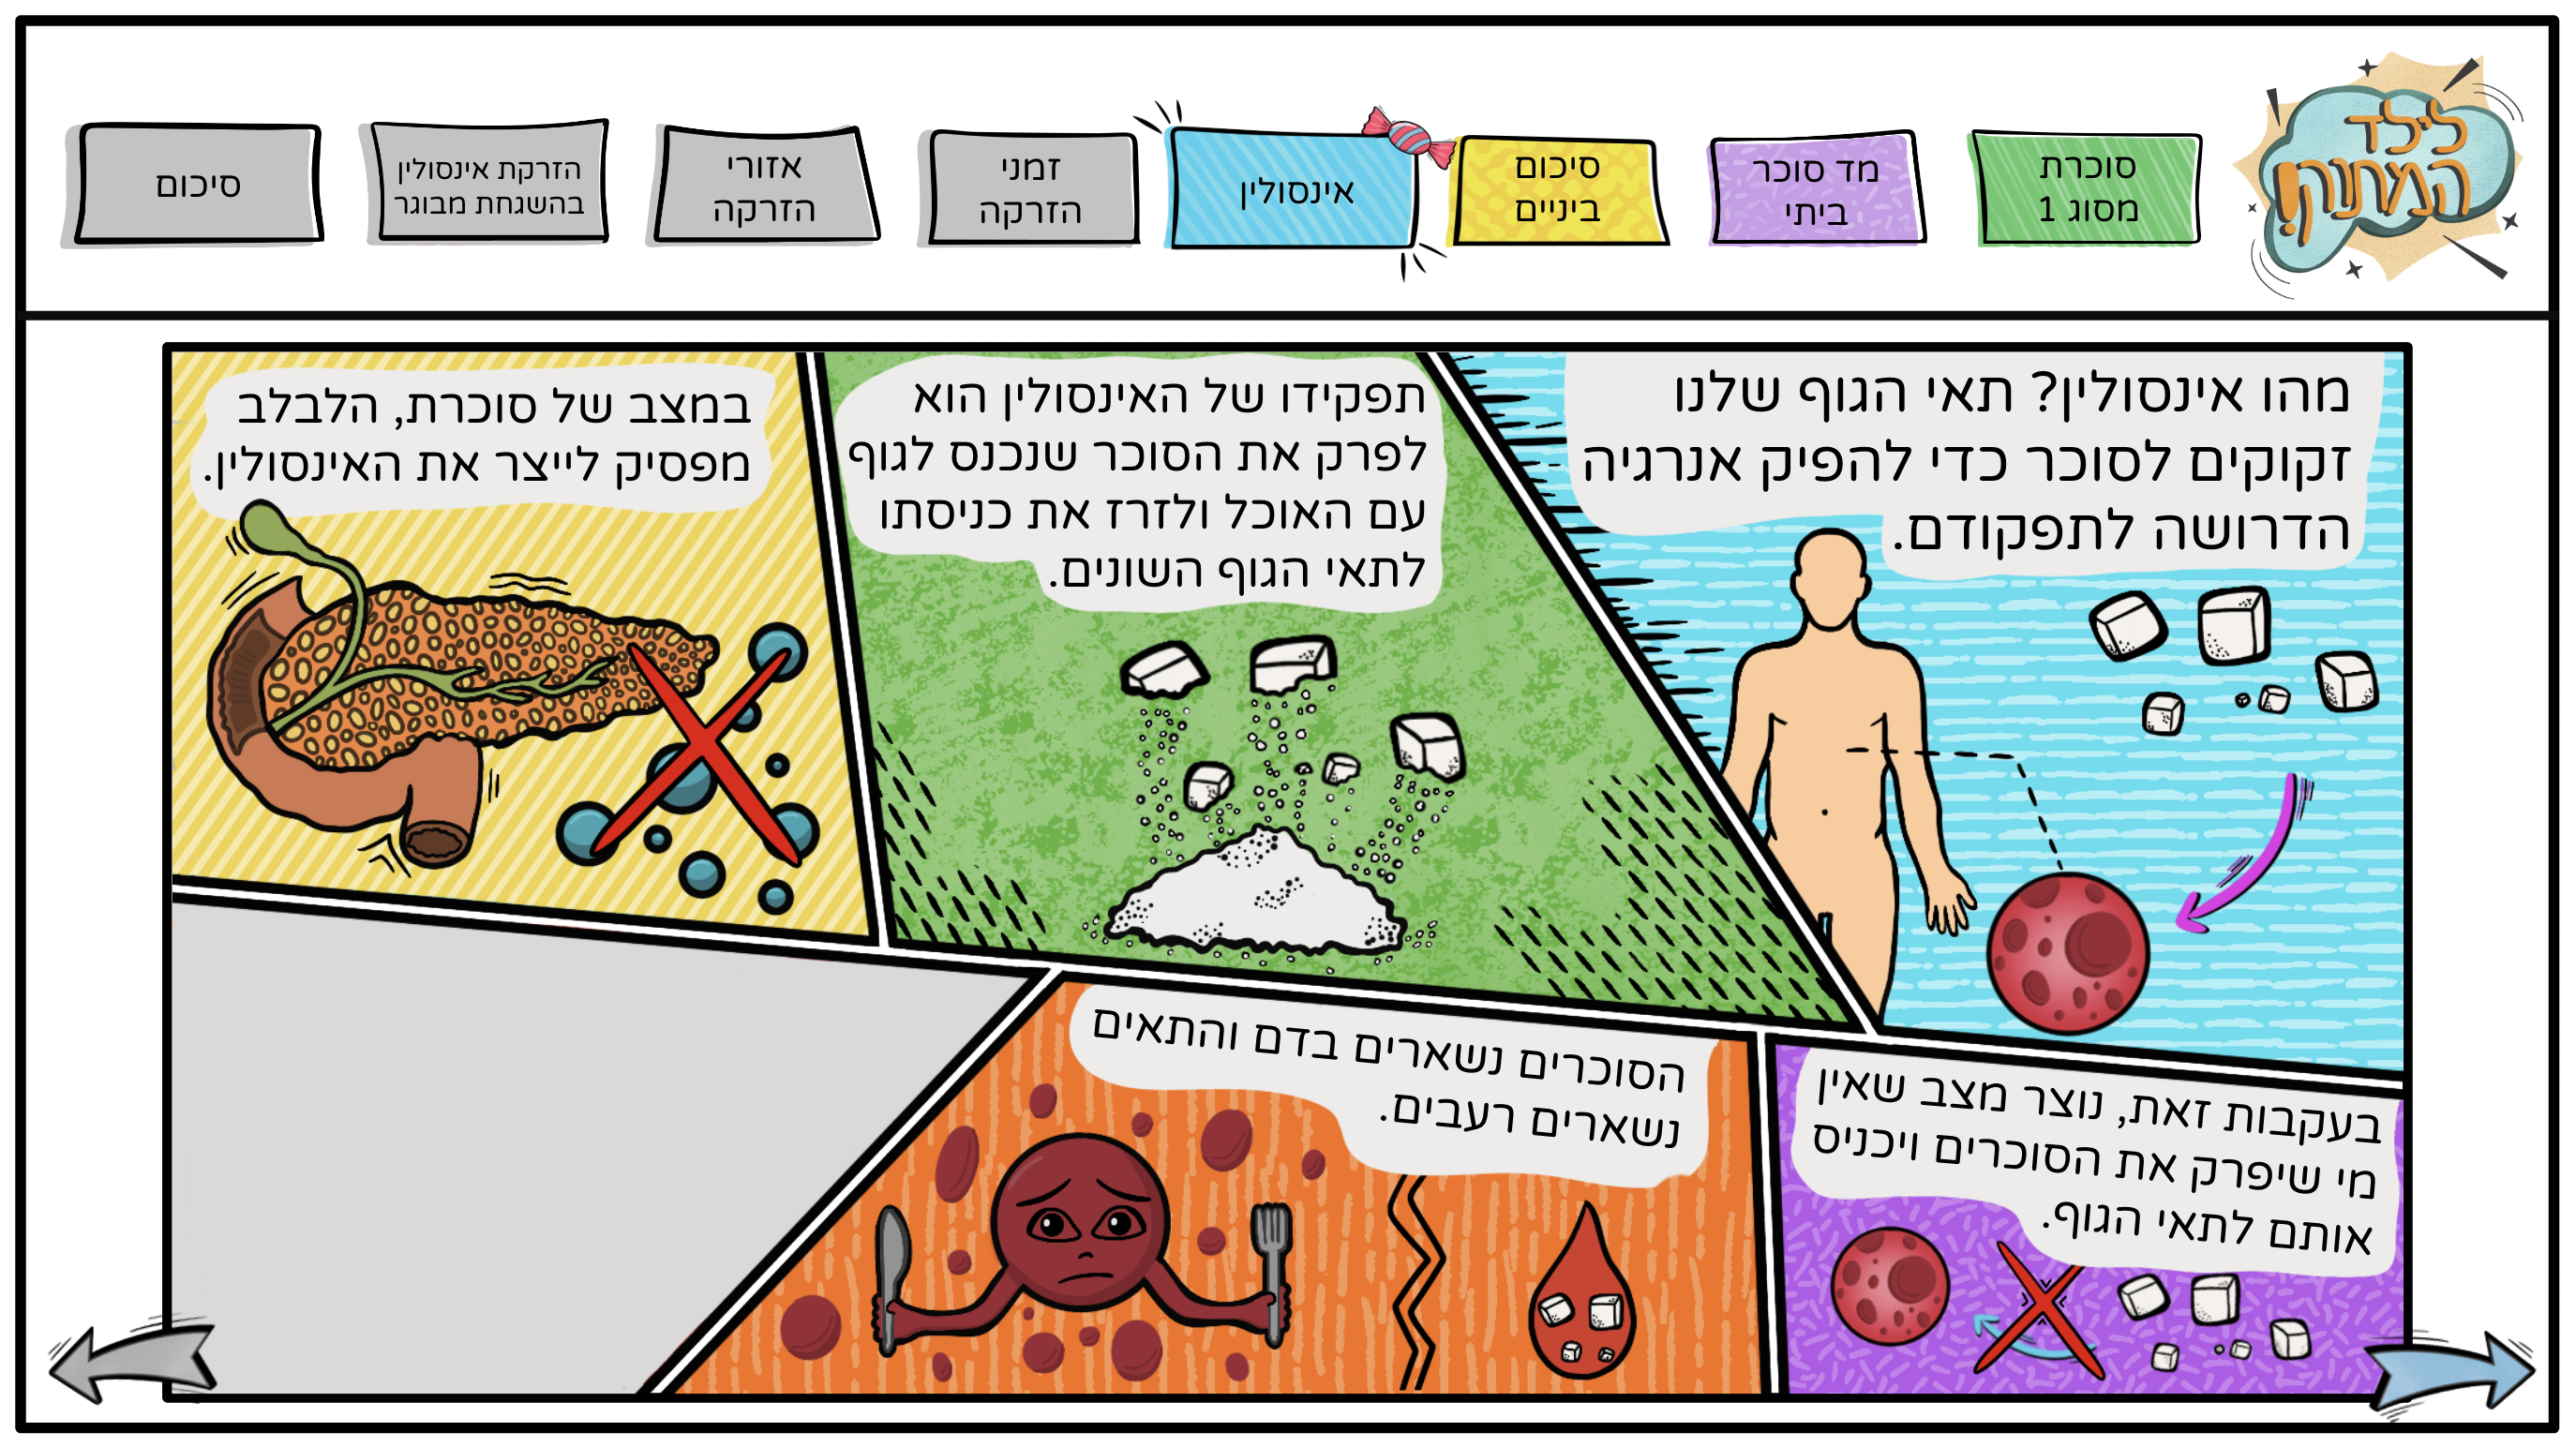 לילד
המתוק!
סוכרת
מסוג 1
מד סוכר
ביתי
סיכום
ביניים
אינסולין
זמני
הזרקה
אזורי
הזרקה
הזרקת אינסולין
בהשגחת מבוגר
סיכום
מהו אינסולין? תאי הגוף שלנו
זקוקים לסוכר כדי להפיק אנרגיה
הדרושה לתפקודם.
תפקידו של האינסולין הוא
לפרק את הסוכר שנכנס לגוף
עם האוכל ולזרז את כניסתו
לתאי הגוף השונים.
במצב של סוכרת, הלבלב
מפסיק לייצר את האינסולין.
בעקבות זאת, נוצר מצב שאין
מי שיפרק את הסוכרים ויכניס
אותם לתאי הגוף.
הסוכרים נשארים בדם והתאים
נשארים רעבים.